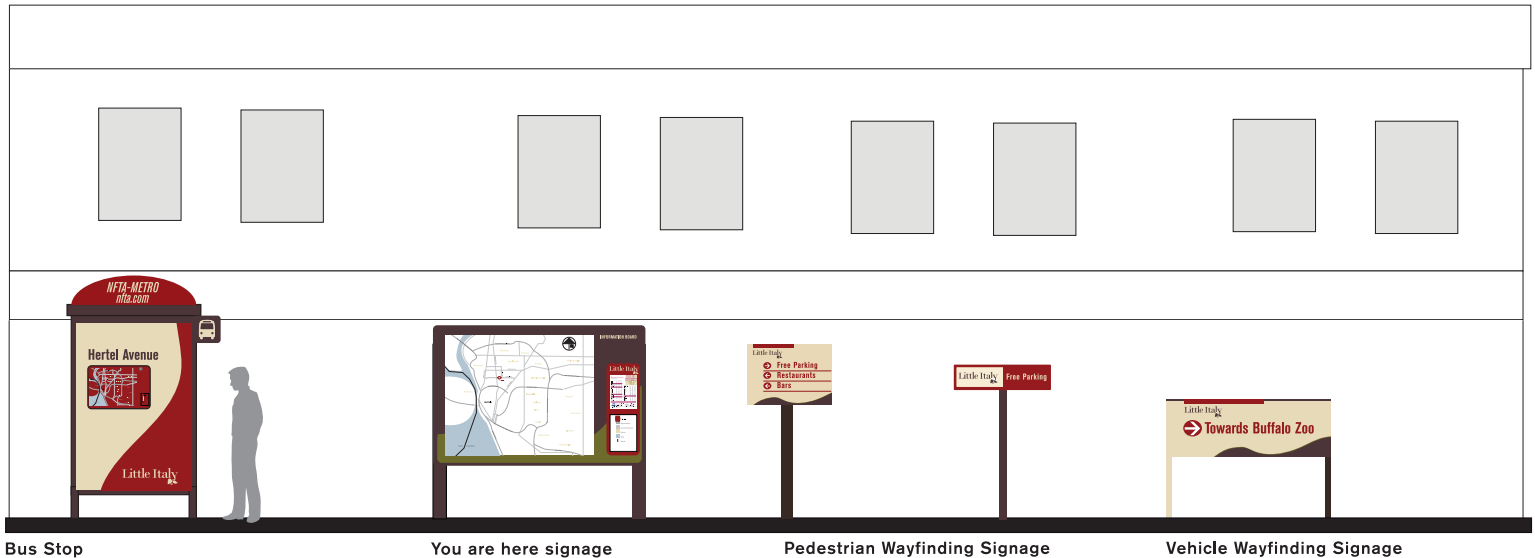 NFTA-METRO
nfta.com
Hertel Avenue
Little Italy
INFORMATION BOARD
Little Italy
Little Italy
Free Parking
Restaurants
Bars
Little Italy
Free Parking
Little Italy
Towards Buffalo Zoo
Bus Stop
You are here signage
Pedestrian Wayfinding Signage
Vehicle Wayfinding Signage